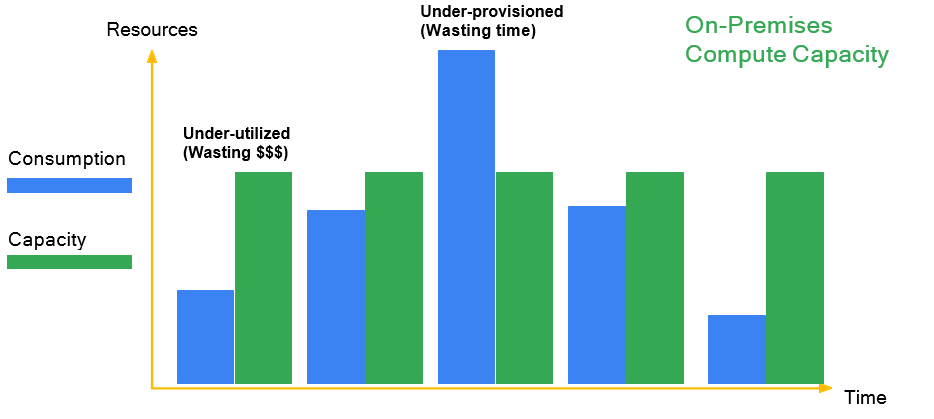 Resources
Under-provisioned
(Wasting time)
On-Premises
Compute Capacity
Under-utilized
(Wasting $$$)
Consumption
Capacity
Time